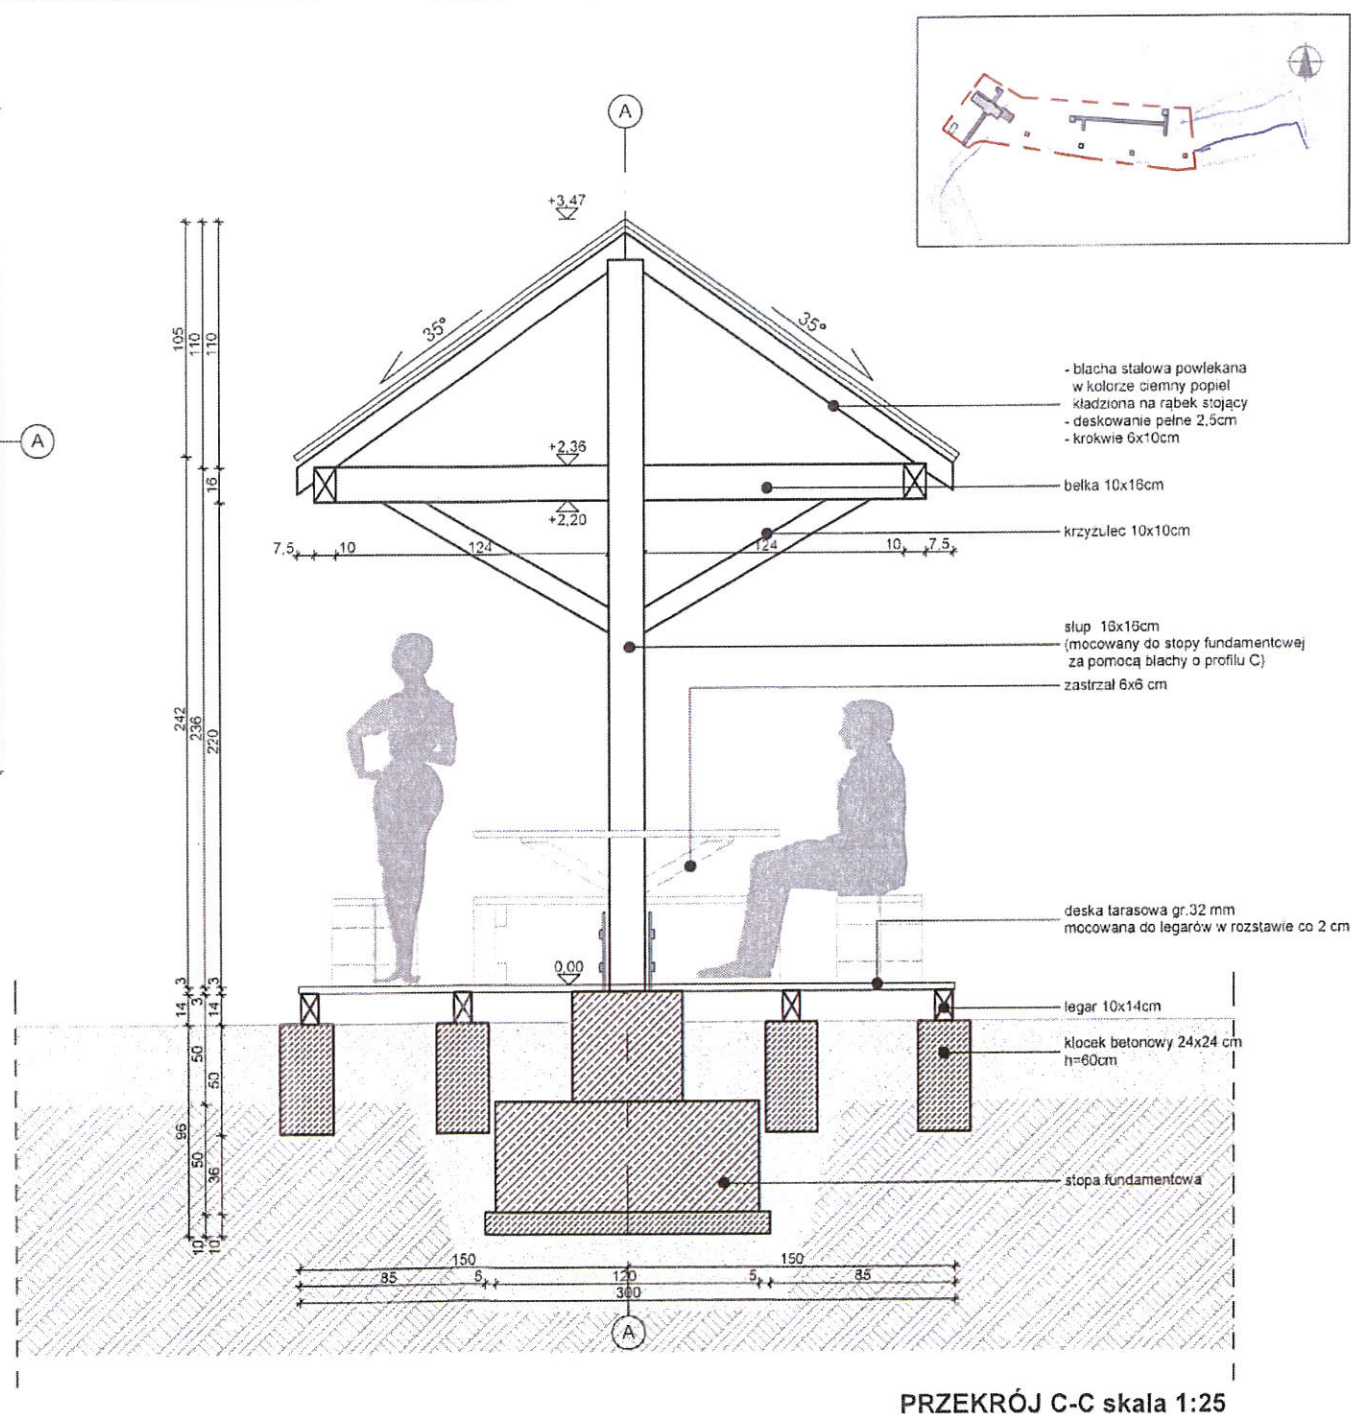 A
+3,47
35°
35°
105
110
110
- blacha stalowa powlekana
w kolorze ciemny popiel
kładziona na rąbek stojący
- deskowanie pełne 2,5cm
- krokwie 6x10cm
A
+2,36
16
belka 10x16cm
+2,20
krzyżulec 10x10cm
7,5
10
124
124
10
7,5
słup 16x16cm
(mocowany do stopy fundamentowej
za pomocą blachy o profilu C)
zastrzał 6x6 cm
242
236
220
deska tarasowa gr.32 mm
mocowana do legarów w rozstawie co 2 cm
0,00
3
3
14
3
14
legar 10x14cm
klocek betonowy 24x24 cm
h=60cm
50
50
96
50
36
stopa fundamentowa
10
10
150
150
85
5
120
5
85
300
A
PRZEKRÓJ C-C skala 1:25